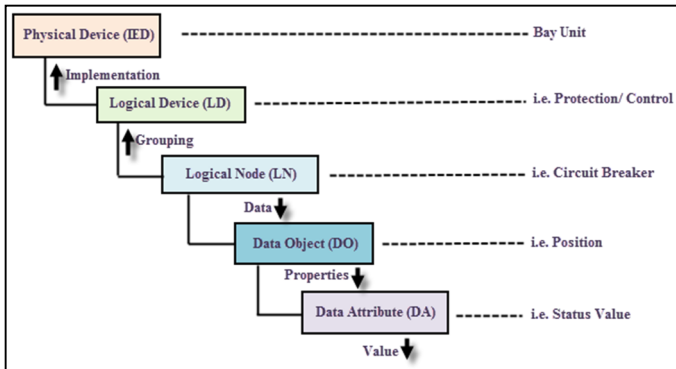 Physical Device (IED)
Bay Unit
Implementation
Logical Device (LD)
i.e. Protection/ Control
Grouping
Logical Node (LN)
i.e. Circuit Breaker
Data
Data Object (DO)
i.e. Position
Properties
Data Attribute (DA)
i.e. Status Value
Value